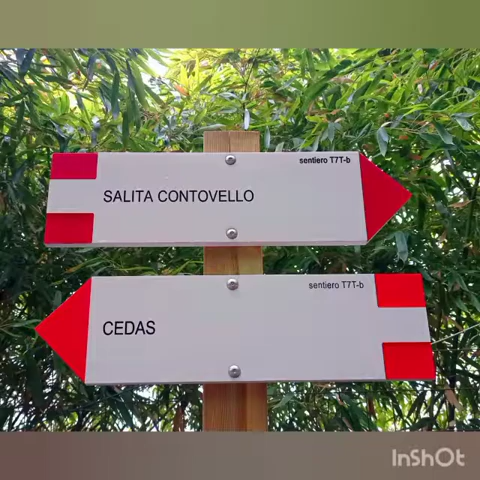 sentiero T7T-b
SALITA CONTOVELLO
sentiero T7T-b
CEDAS
InShOt